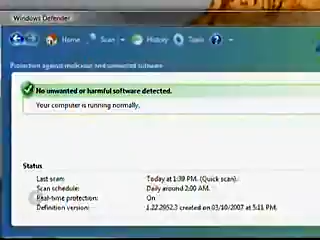 Windows Defender
Home Scan History Tools
Protection against malicious and unwanted software
No unwanted or harmful software detected.
Your computer is running normally.
Status
Last scan: Today at 1:39 PM. (Quick scan).
Scan schedule: Daily around 2:00 AM.
Real-time protection: On
Definition version: 1.22.2952.3 created on 03/10/2007 at 5:11 PM.